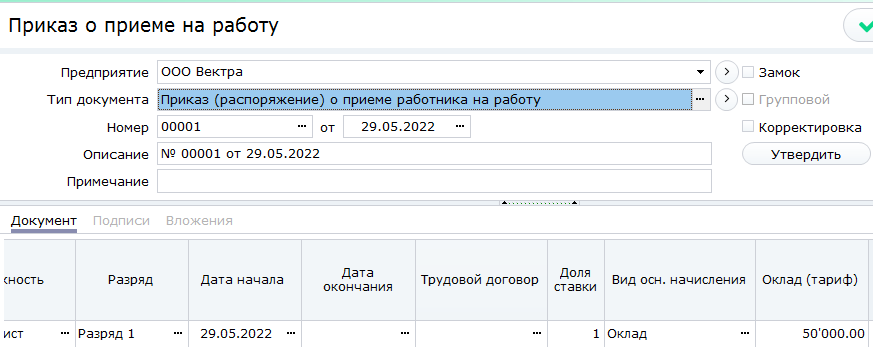 Приказ о приеме на работу
Предприятие ООО Вектра Замок
Тип документа Приказ (распоряжение) о приеме работника на работу ... Групповой
Номер 00001 ... от 29.05.2022 ... Корректировка
Описание № 00001 от 29.05.2022 Утвердить
Примечание
Документ Подписи Вложения
жность Разряд Дата начала Дата окончания Трудовой договор Доля ставки Вид осн. начисления Оклад (тариф)
ист ... Разряд 1 ... 29.05.2022 ... ... ... 1 Оклад ... 50'000.00